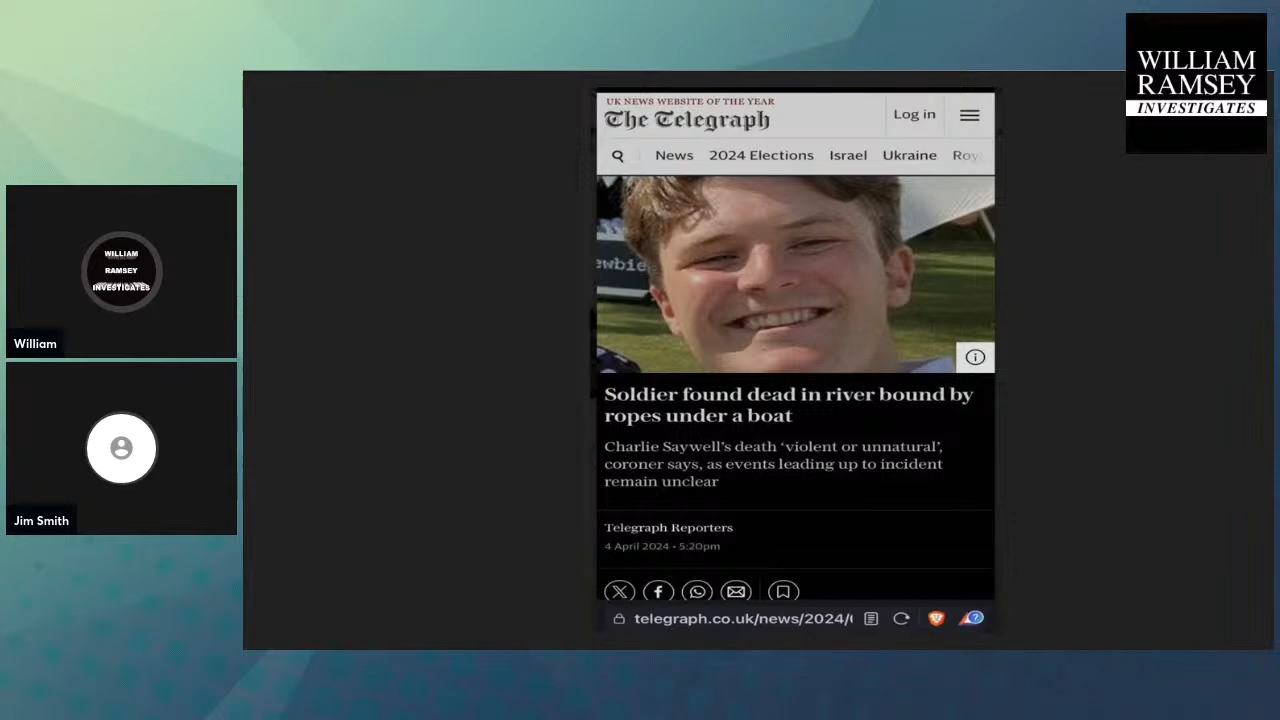 WILLIAM
RAMSEY
INVESTIGATES
UK NEWS WEBSITE OF THE YEAR
The Telegraph
Log in
News 2024 Elections Israel Ukraine Roy
ewbie
WILLIAM
RAMSEY
INVESTIGATES
William
Jim Smith
Soldier found dead in river bound by
ropes under a boat
Charlie Saywell's death ‘violent or unnatural’,
coroner says, as events leading up to incident
remain unclear
Telegraph Reporters
4 April 2024 • 5:20pm
telegraph.co.uk/news/2024/